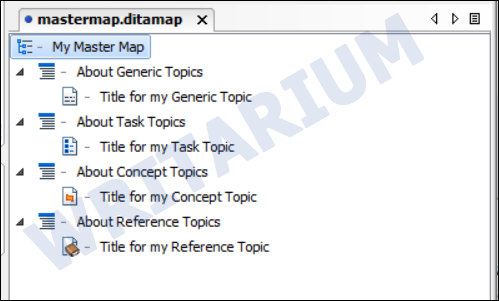 mastermap.ditamap
My Master Map
About Generic Topics
Title for my Generic Topic
About Task Topics
Title for my Task Topic
About Concept Topics
Title for my Concept Topic
About Reference Topics
Title for my Reference Topic
WRITARIUM